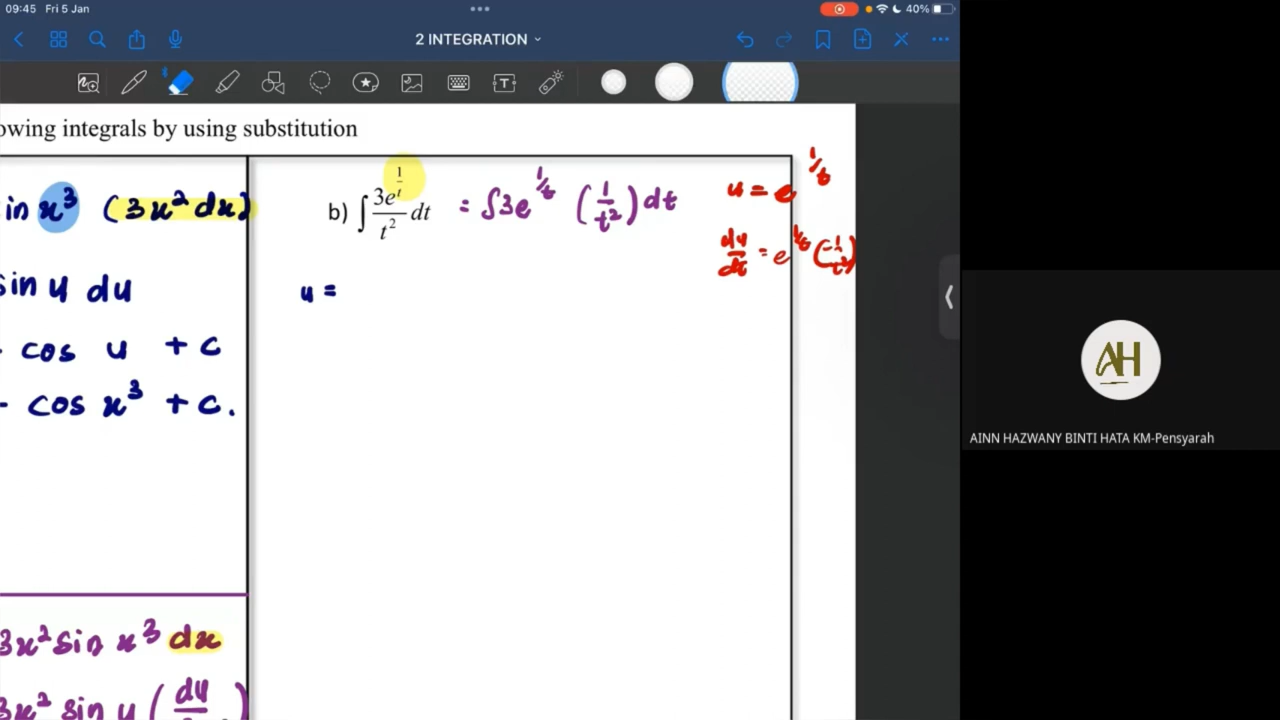 09:45 Fri 5 Jan
40%
2 INTEGRATION
owing integrals by using substitution
in x³ (3x²dx)
sin u du
- cos u + c
- cos x³ + c.
3x² sin x³ dx
3x² sin u (du
b) ∫ 3e^(1/t) / t² dt = ∫3e^(1/t) (1/t²) dt
u =
u = e^(1/t)
du/dt = e^(1/t) (-1/t²)
AH
AINN HAZWANY BINTI HATA KM-Pensyarah